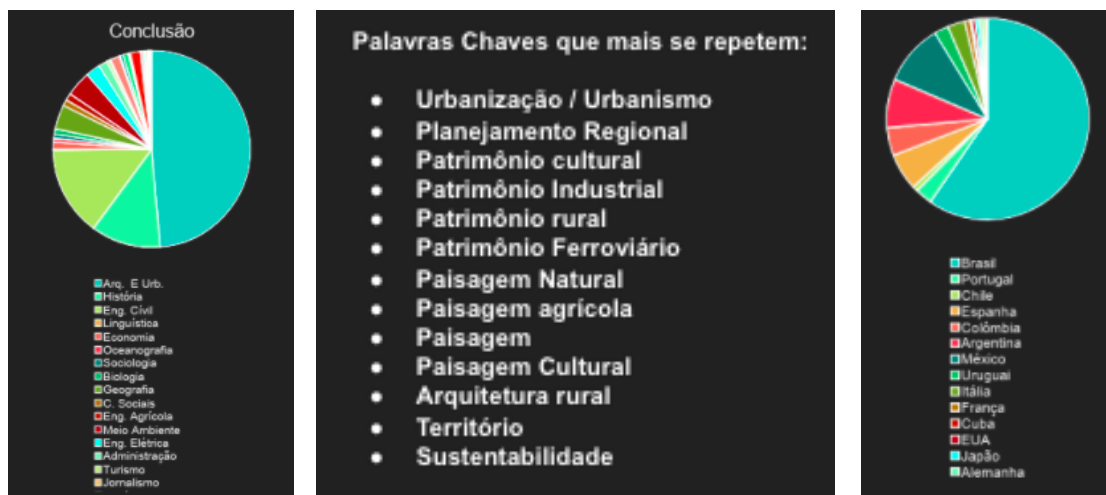 Conclusão
Arq. E Urb.
História
Eng. Cívil
Linguística
Economia
Oceanografia
Sociologia
Biologia
Geografia
C. Sociais
Eng. Agrícola
Meio Ambiente
Eng. Elétrica
Administração
Turismo
Jornalismo
Palavras Chaves que mais se repetem:
Urbanização / Urbanismo
Planejamento Regional
Patrimônio cultural
Patrimônio Industrial
Patrimônio rural
Patrimônio Ferroviário
Paisagem Natural
Paisagem agrícola
Paisagem
Paisagem Cultural
Arquitetura rural
Território
Sustentabilidade
Brasil
Portugal
Chile
Espanha
Colômbia
Argentina
México
Uruguai
Itália
França
Cuba
EUA
Japão
Alemanha